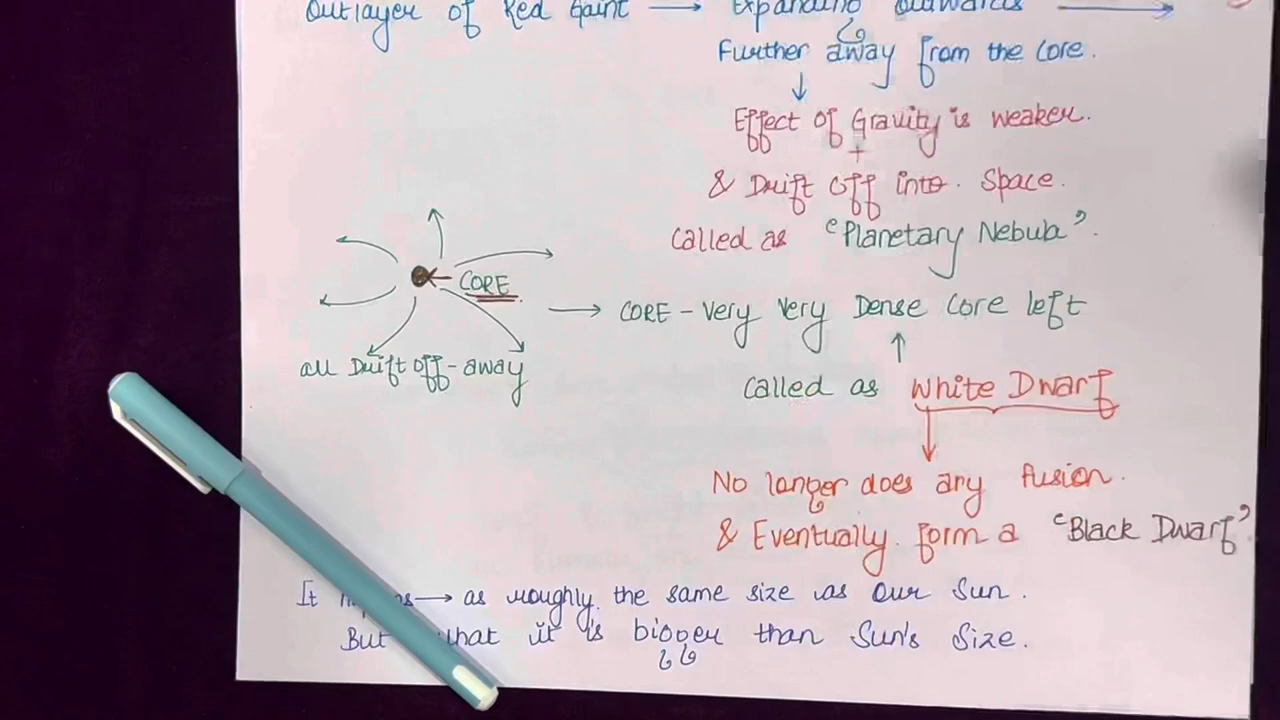 Outlayer of Red Gaint → Expanding outwards →
Further away from the Core.
↓
Effect of Gravity is weaker.
+
& Drift off into. Space.
Called as "Planetary Nebula".
← CORE
→ CORE - Very Very Dense Core left
↑
all Drift off - away
Called as White Dwarf
↓
No longer does any fusion.
& Eventually. form a "Black Dwarf"
It → as roughly. the same size as Our Sun.
But that it is bigger than Sun's Size.